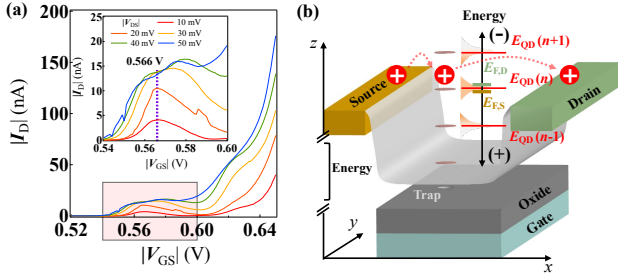 (a)
|I_D| (nA)
200
150
100
50
0
0.52
0.56
0.60
0.64
|V_GS| (V)
|V_DS|
10 mV
20 mV
30 mV
40 mV
50 mV
0.566 V
|I_D| (nA)
25
20
15
10
5
0
0.54
0.56
0.58
0.60
|V_GS| (V)
(b)
z
Energy
(-)
E_QD (n+1)
E_F,D
E_QD (n)
E_F,S
E_QD (n-1)
(+)
Source
Drain
Energy
Trap
Oxide
Gate
y
x